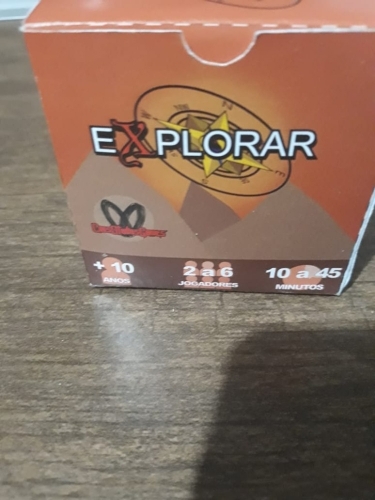 EXPLORAR
+ 10 2 a 6 10 a 45
ANOS JOGADORES MINUTOS